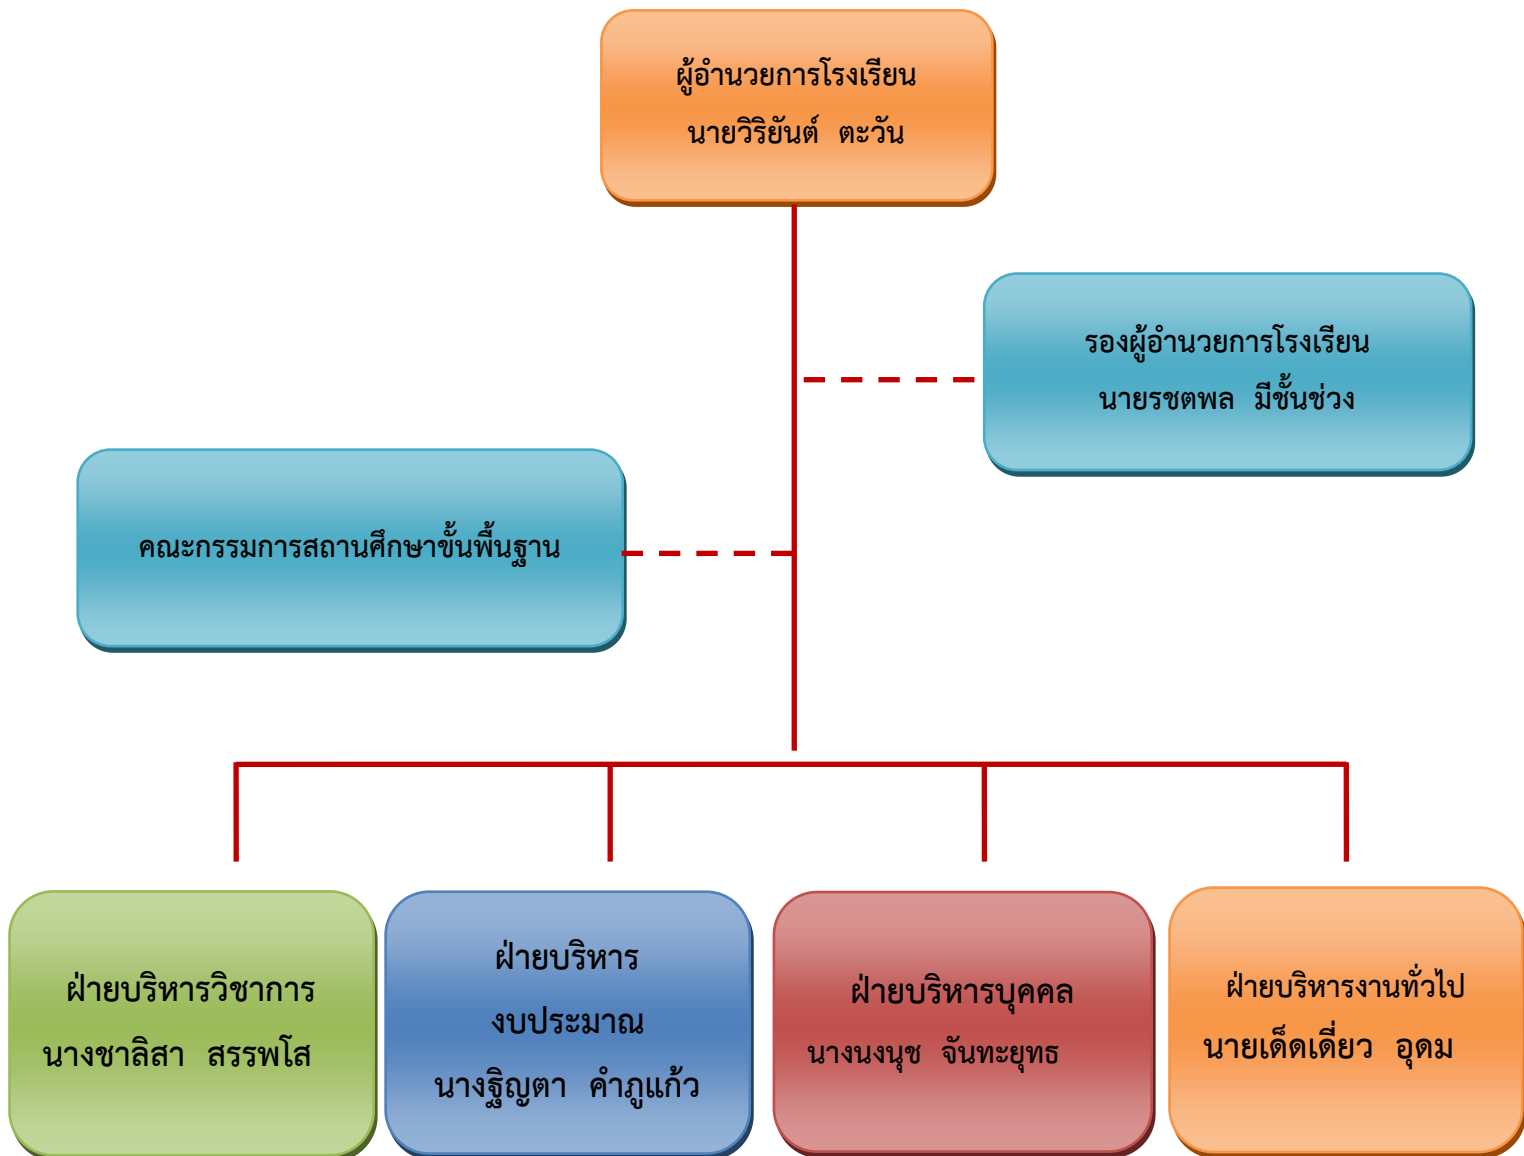 ผู้อำนวยการโรงเรียน
นายวิริยันต์ ตะวัน
รองผู้อำนวยการโรงเรียน
นายรชตพล มีชั้นช่วง
คณะกรรมการสถานศึกษาขั้นพื้นฐาน
ฝ่ายบริหารวิชาการ
นางชาลิสา สรรพโส
ฝ่ายบริหาร
งบประมาณ
นางฐิญตา คำภูแก้ว
ฝ่ายบริหารบุคคล
นางนงนุช จันทะยุทธ
ฝ่ายบริหารงานทั่วไป
นายเด็ดเดี่ยว อุดม